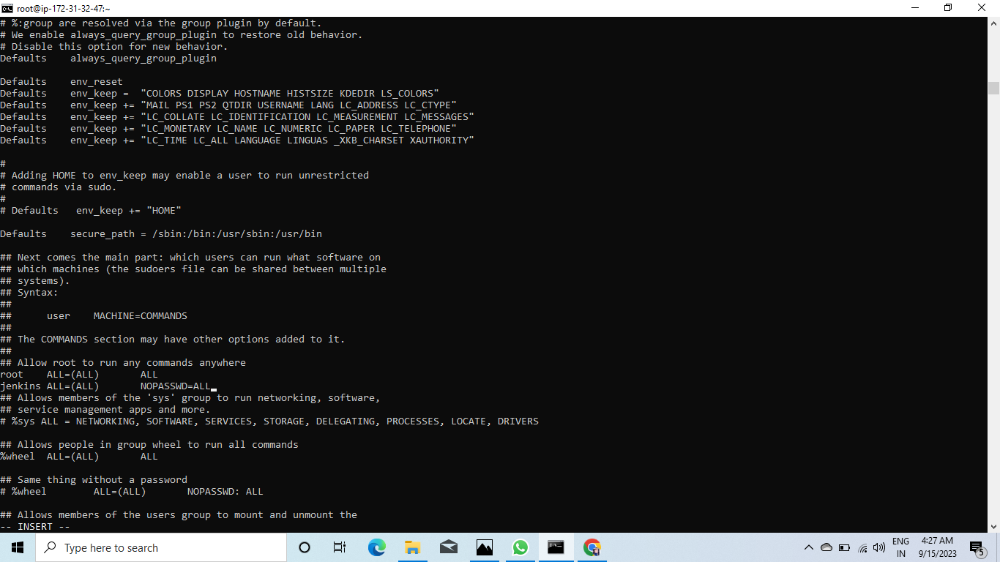 root@ip-172-31-32-47:~
# %:group are resolved via the group plugin by default.
# We enable always_query_group_plugin to restore old behavior.
# Disable this option for new behavior.
Defaults    always_query_group_plugin
Defaults    env_reset
Defaults    env_keep =  "COLORS DISPLAY HOSTNAME HISTSIZE KDEDIR LS_COLORS"
Defaults    env_keep += "MAIL PS1 PS2 QTDIR USERNAME LANG LC_ADDRESS LC_CTYPE"
Defaults    env_keep += "LC_COLLATE LC_IDENTIFICATION LC_MEASUREMENT LC_MESSAGES"
Defaults    env_keep += "LC_MONETARY LC_NAME LC_NUMERIC LC_PAPER LC_TELEPHONE"
Defaults    env_keep += "LC_TIME LC_ALL LANGUAGE LINGUAS _XKB_CHARSET XAUTHORITY"
#
# Adding HOME to env_keep may enable a user to run unrestricted
# commands via sudo.
#
# Defaults   env_keep += "HOME"
Defaults    secure_path = /sbin:/bin:/usr/sbin:/usr/bin
## Next comes the main part: which users can run what software on
## which machines (the sudoers file can be shared between multiple
## systems).
## Syntax:
##
##      user    MACHINE=COMMANDS
##
## The COMMANDS section may have other options added to it.
##
## Allow root to run any commands anywhere
root    ALL=(ALL)       ALL
jenkins ALL=(ALL)       NOPASSWD=ALL
## Allows members of the 'sys' group to run networking, software,
## service management apps and more.
# %sys ALL = NETWORKING, SOFTWARE, SERVICES, STORAGE, DELEGATING, PROCESSES, LOCATE, DRIVERS
## Allows people in group wheel to run all commands
%wheel  ALL=(ALL)       ALL
## Same thing without a password
# %wheel        ALL=(ALL)       NOPASSWD: ALL
## Allows members of the users group to mount and unmount the
-- INSERT --
Type here to search
ENG
IN
4:27 AM
9/15/2023
5